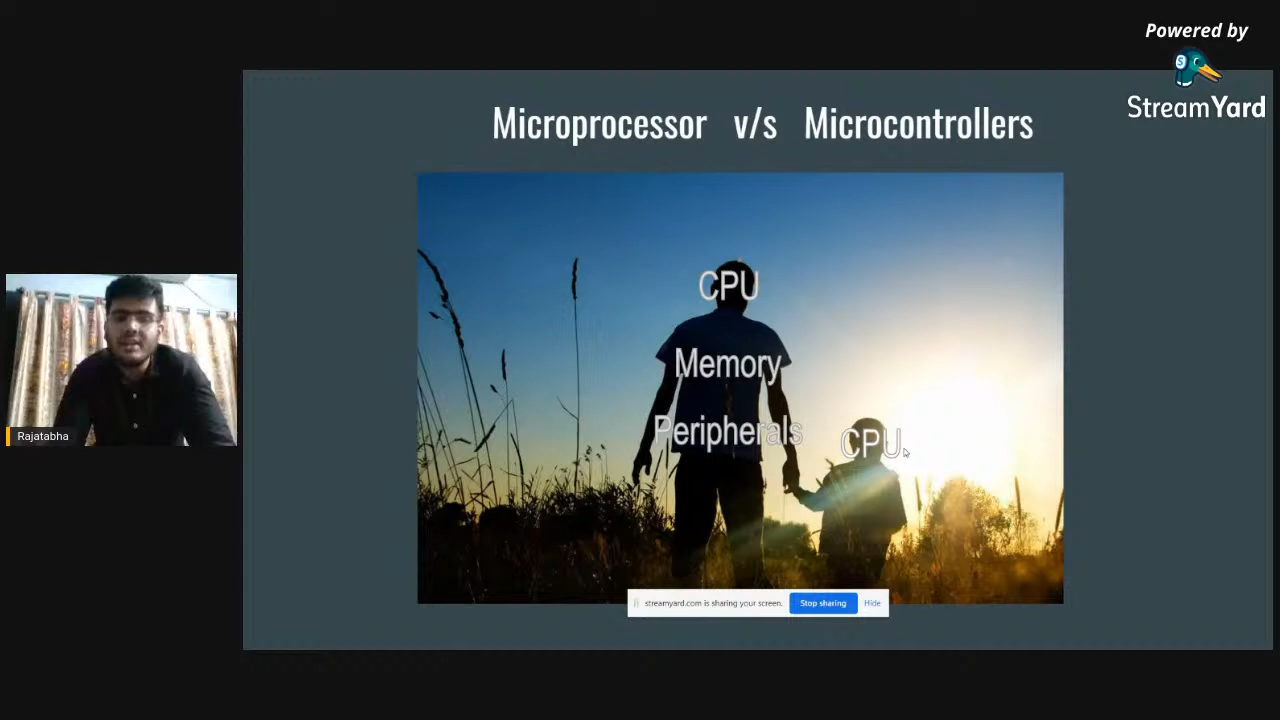 Powered by
StreamYard
Microprocessor v/s Microcontrollers
CPU
Memory
Peripherals
CPU
Rajatabha
streamyard.com is sharing your screen.
Stop sharing
Hide